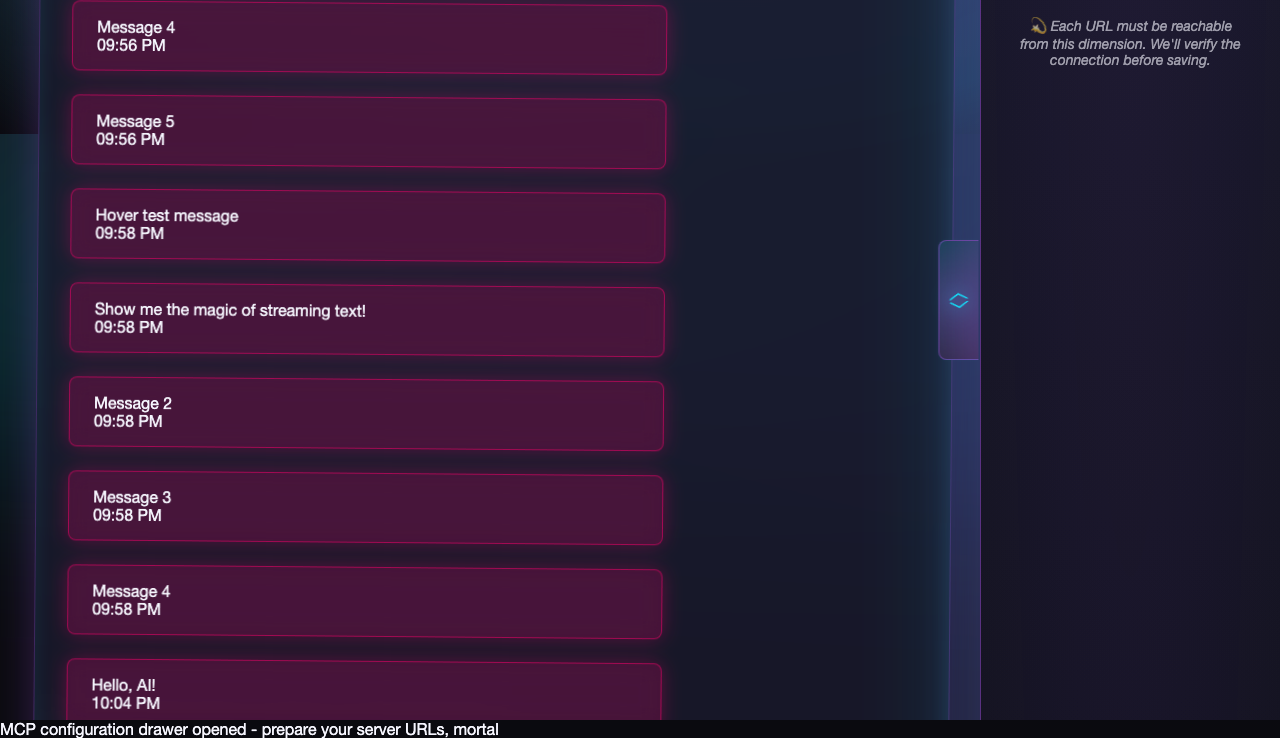 Message 4
09:56 PM
Message 5
09:56 PM
Hover test message
09:58 PM
Show me the magic of streaming text!
09:58 PM
Message 2
09:58 PM
Message 3
09:58 PM
Message 4
09:58 PM
Hello, AI!
10:04 PM
💫 Each URL must be reachable
from this dimension. We'll verify the
connection before saving.
MCP configuration drawer opened - prepare your server URLs, mortal